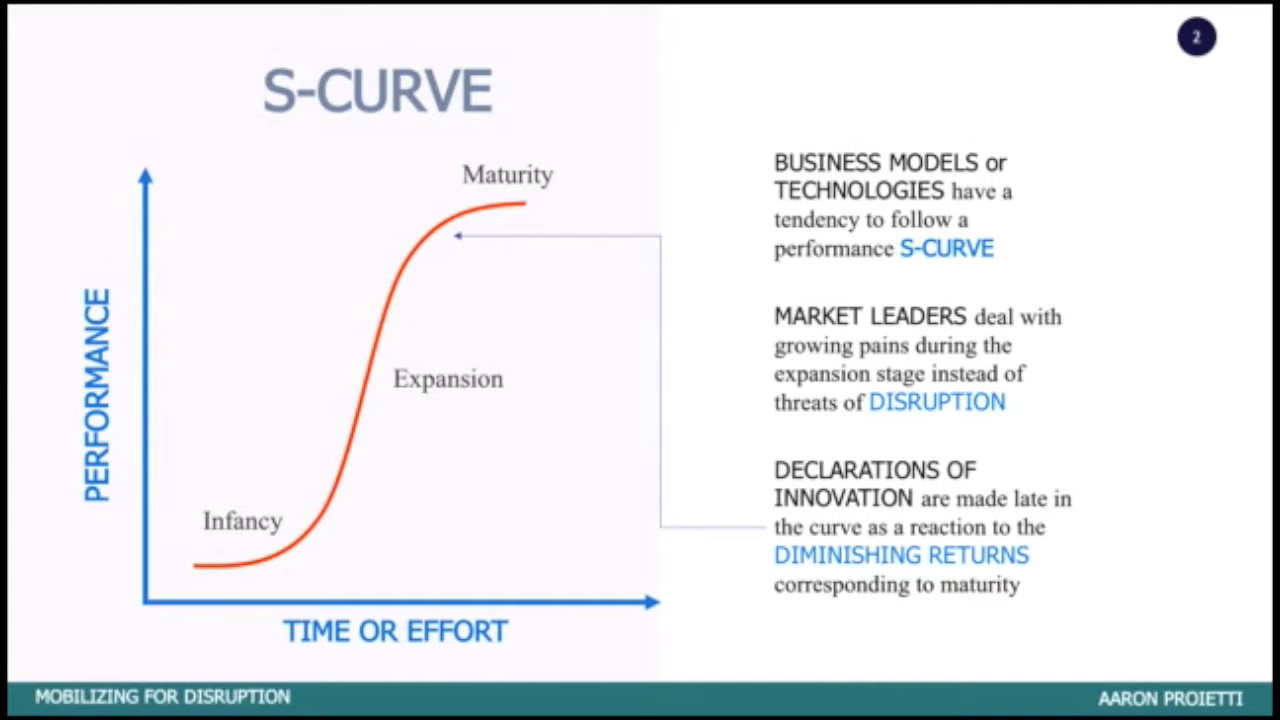 2
S-CURVE
Maturity
Expansion
Infancy
PERFORMANCE
TIME OR EFFORT
BUSINESS MODELS or
TECHNOLOGIES have a
tendency to follow a
performance S-CURVE
MARKET LEADERS deal with
growing pains during the
expansion stage instead of
threats of DISRUPTION
DECLARATIONS OF
INNOVATION are made late in
the curve as a reaction to the
DIMINISHING RETURNS
corresponding to maturity
MOBILIZING FOR DISRUPTION
AARON PROIETTI